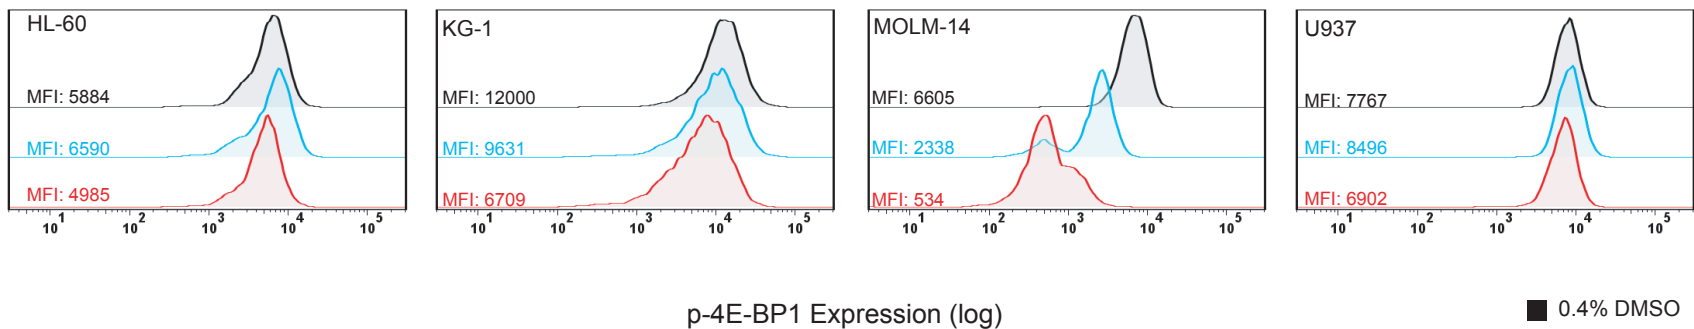 HL-60
MFI: 5884
MFI: 6590
MFI: 4985
10^1 10^2 10^3 10^4 10^5
KG-1
MFI: 12000
MFI: 9631
MFI: 6709
10^1 10^2 10^3 10^4 10^5
MOLM-14
MFI: 6605
MFI: 2338
MFI: 534
10^1 10^2 10^3 10^4 10^5
U937
MFI: 7767
MFI: 8496
MFI: 6902
10^1 10^2 10^3 10^4 10^5
p-4E-BP1 Expression (log)
0.4% DMSO